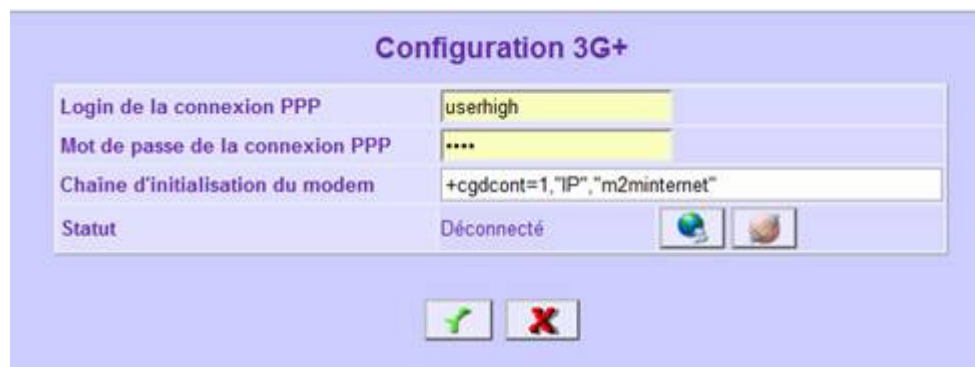 Configuration 3G+
Login de la connexion PPP userhigh
Mot de passe de la connexion PPP ••••
Chaîne d'initialisation du modem +cgdcont=1,"IP","m2minternet"
Statut Déconnecté